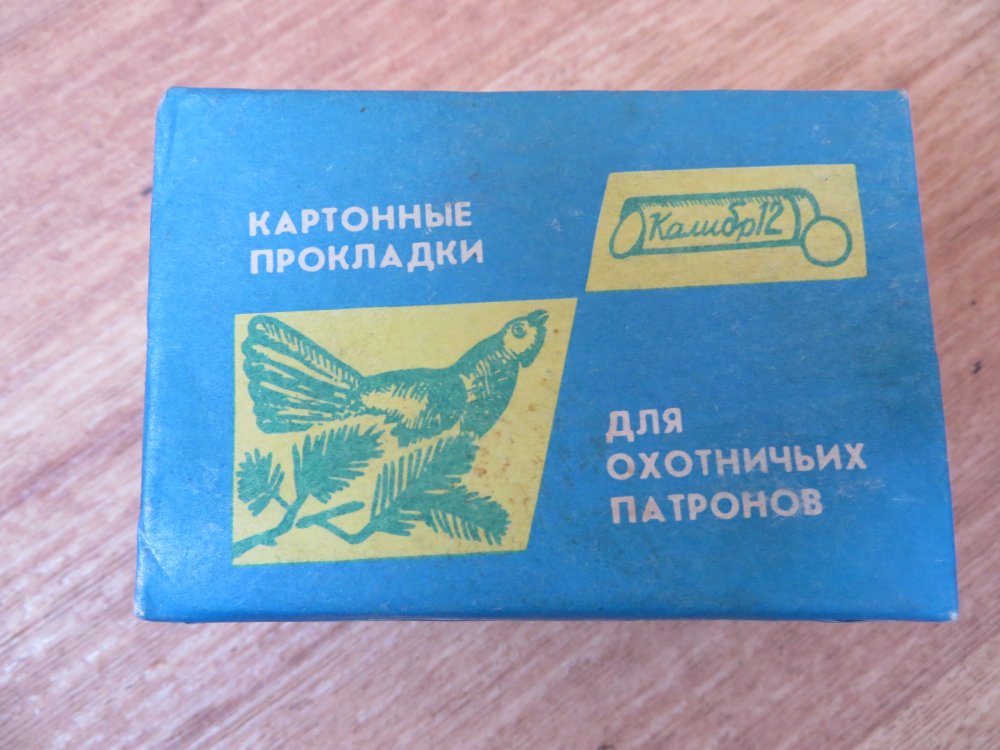 КАРТОННЫЕ
ПРОКЛАДКИ
Калибр 12
ДЛЯ
ОХОТНИЧЬИХ
ПАТРОНОВ